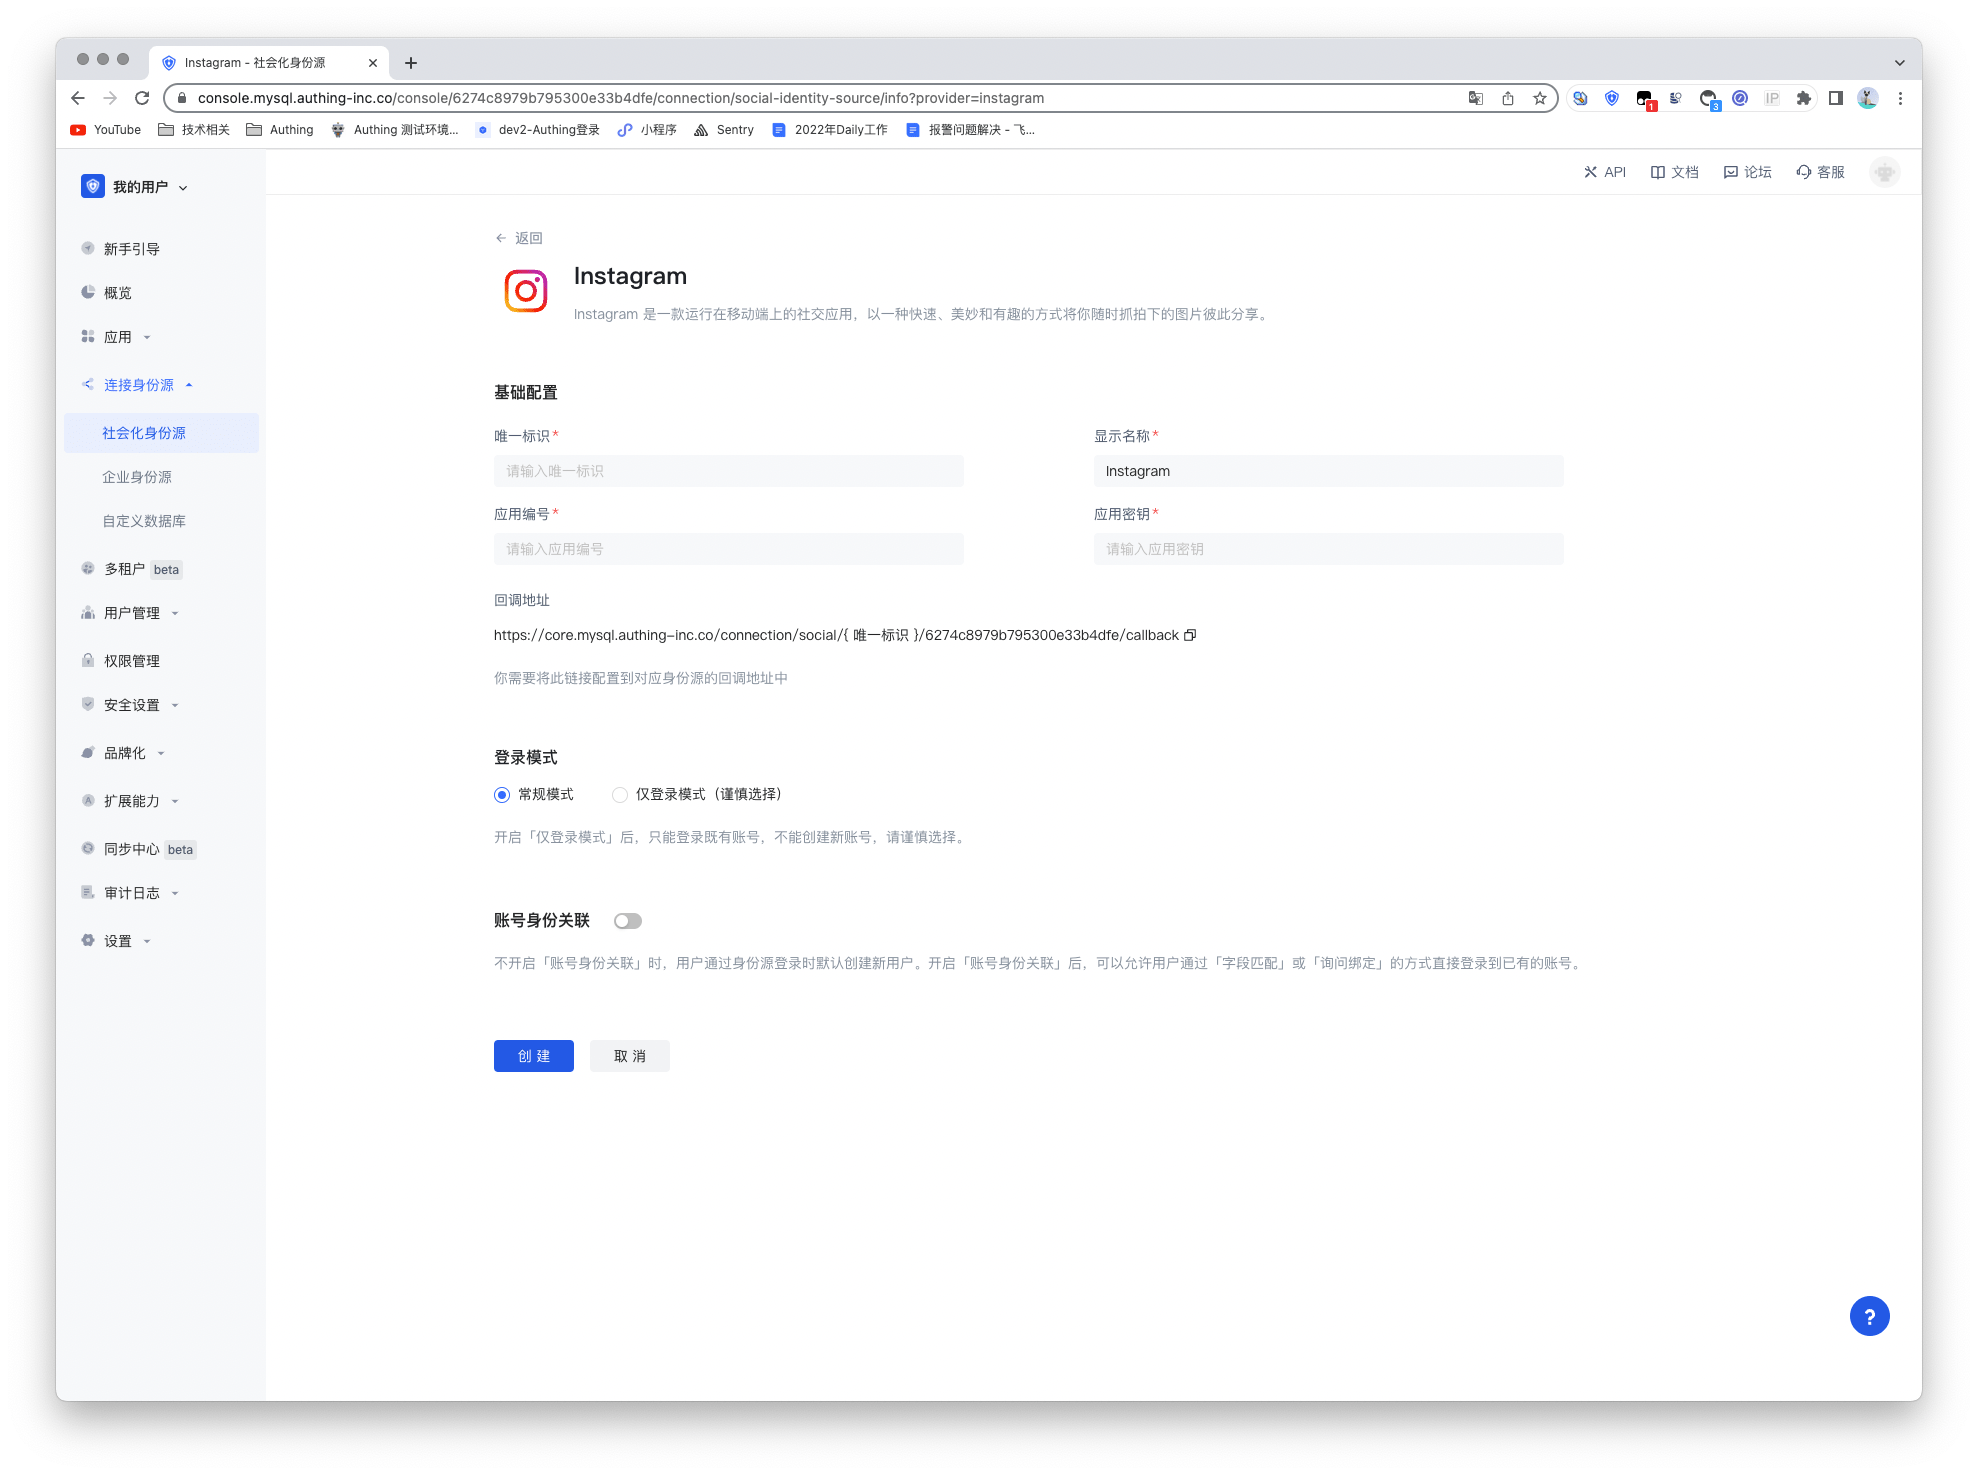 Instagram - 社会化身份源
console.mysql.authing-inc.co/console/6274c8979b795300e33b4dfe/connection/social-identity-source/info?provider=instagram
1
3
IP
YouTube 技术相关 Authing Authing 测试环境... dev2-Authing登录 小程序 Sentry 2022年Daily工作 报警问题解决 - 飞...
我的用户
API 文档 论坛 客服
新手引导
概览
应用
连接身份源
社会化身份源
企业身份源
自定义数据库
多租户 beta
用户管理
权限管理
安全设置
品牌化
扩展能力
同步中心 beta
审计日志
设置
返回
Instagram
Instagram 是一款运行在移动端上的社交应用，以一种快速、美妙和有趣的方式将你随时抓拍下的图片彼此分享。
基础配置
唯一标识* 显示名称*
请输入唯一标识 Instagram
应用编号* 应用密钥*
请输入应用编号 请输入应用密钥
回调地址
https://core.mysql.authing-inc.co/connection/social/{ 唯一标识 }/6274c8979b795300e33b4dfe/callback
你需要将此链接配置到对应身份源的回调地址中
登录模式
常规模式 仅登录模式（谨慎选择）
开启「仅登录模式」后，只能登录既有账号，不能创建新账号，请谨慎选择。
账号身份关联
不开启「账号身份关联」时，用户通过身份源登录时默认创建新用户。开启「账号身份关联」后，可以允许用户通过「字段匹配」或「询问绑定」的方式直接登录到已有的账号。
创 建 取 消
?